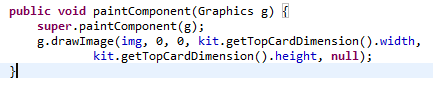 public void paintComponent(Graphics g) {
super.paintComponent(g);
g.drawImage(img, 0, 0, kit.getTopCardDimension().width,
kit.getTopCardDimension().height, null);
}